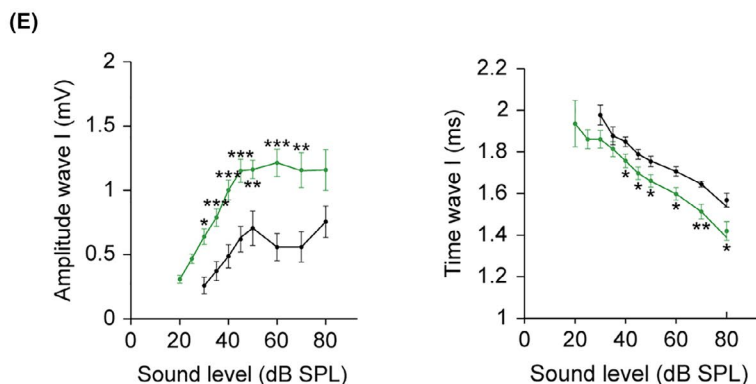 (E)
Amplitude wave I (mV)
2
1.5
1
0.5
0
*
***
***
***
**
***
**
0 20 40 60 80
Sound level (dB SPL)
Time wave I (ms)
2.2
2
1.8
1.6
1.4
1.2
1
* * * * ** *
0 20 40 60 80
Sound level (dB SPL)